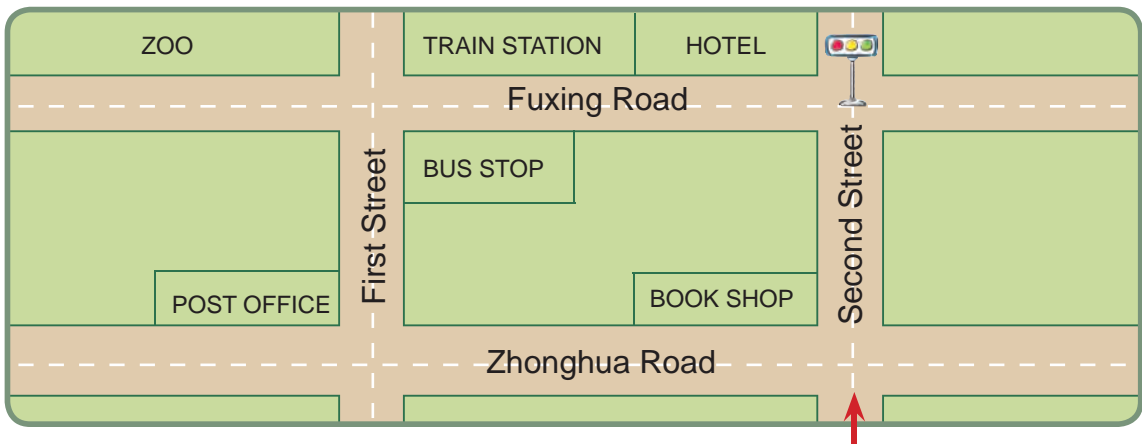 ZOO
TRAIN STATION
HOTEL
Fuxing Road
BUS STOP
First Street
Second Street
POST OFFICE
BOOK SHOP
Zhonghua Road